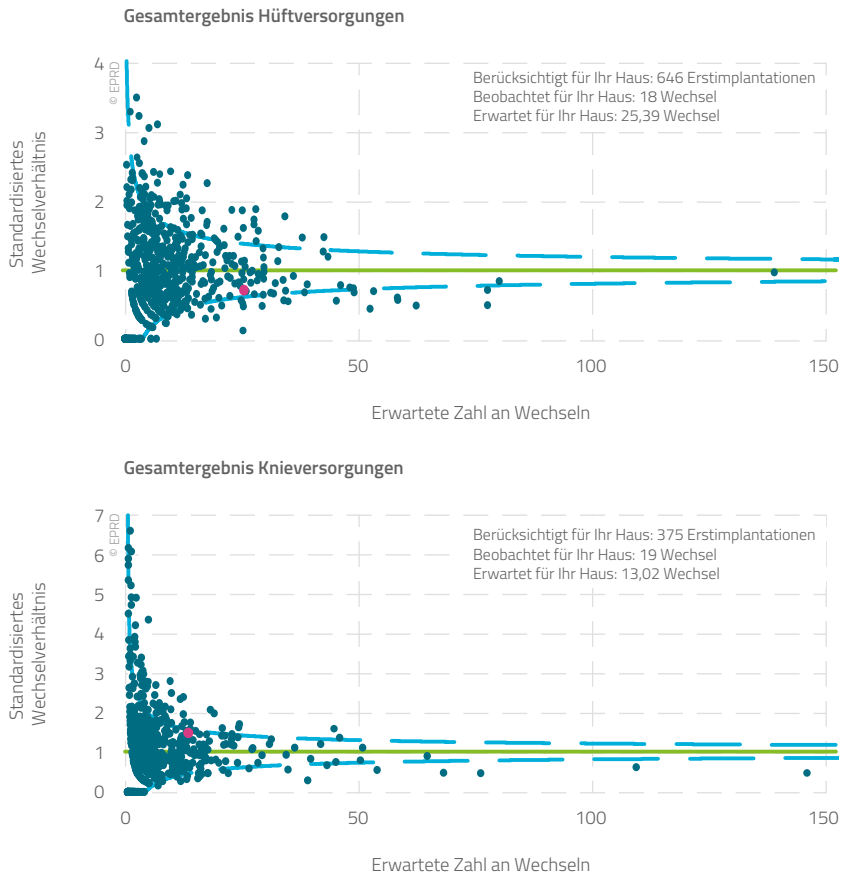 Gesamtergebnis Hüftversorgungen
4
© EPRD
Berücksichtigt für Ihr Haus: 646 Erstimplantationen
Beobachtet für Ihr Haus: 18 Wechsel
Erwartet für Ihr Haus: 25,39 Wechsel
3
Standardisiertes
Wechselverhältnis
2
1
0
0 50 100 150
Erwartete Zahl an Wechseln
Gesamtergebnis Knieversorgungen
7
© EPRD
Berücksichtigt für Ihr Haus: 375 Erstimplantationen
Beobachtet für Ihr Haus: 19 Wechsel
Erwartet für Ihr Haus: 13,02 Wechsel
6
5
4
Standardisiertes
Wechselverhältnis
3
2
1
0
0 50 100 150
Erwartete Zahl an Wechseln